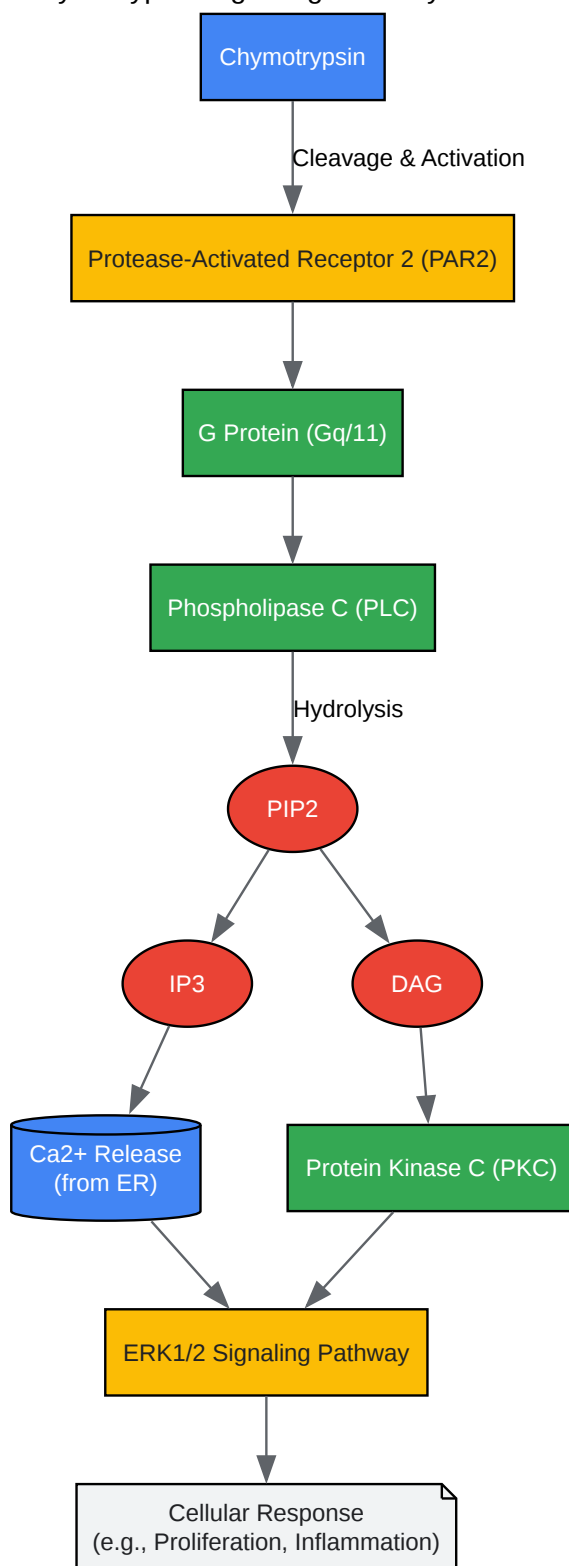 Chymotrypsin
Cleavage & Activation
Protease-Activated Receptor 2 (PAR2)
G Protein (Gq/11)
Phospholipase C (PLC)
Hydrolysis
PIP2
IP3
DAG
Ca2+ Release
(from ER)
Protein Kinase C (PKC)
ERK1/2 Signaling Pathway
Cellular Response
(e.g., Proliferation, Inflammation)